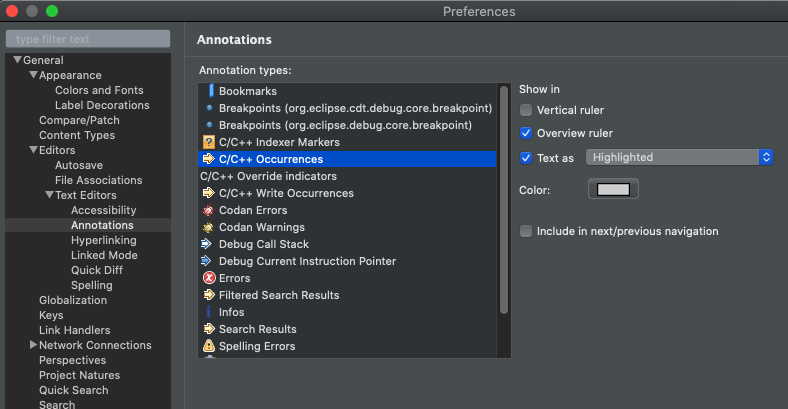 Preferences
type filter text
General
Appearance
Colors and Fonts
Label Decorations
Compare/Patch
Content Types
Editors
Autosave
File Associations
Text Editors
Accessibility
Annotations
Hyperlinking
Linked Mode
Quick Diff
Spelling
Globalization
Keys
Link Handlers
Network Connections
Perspectives
Project Natures
Quick Search
Search
Annotations
Annotation types:
Bookmarks
Breakpoints (org.eclipse.cdt.debug.core.breakpoint)
Breakpoints (org.eclipse.debug.core.breakpoint)
C/C++ Indexer Markers
C/C++ Occurrences
C/C++ Override indicators
C/C++ Write Occurrences
Codan Errors
Codan Warnings
Debug Call Stack
Debug Current Instruction Pointer
Errors
Filtered Search Results
Infos
Search Results
Spelling Errors
Show in
Vertical ruler
Overview ruler
Text as Highlighted
Color:
Include in next/previous navigation